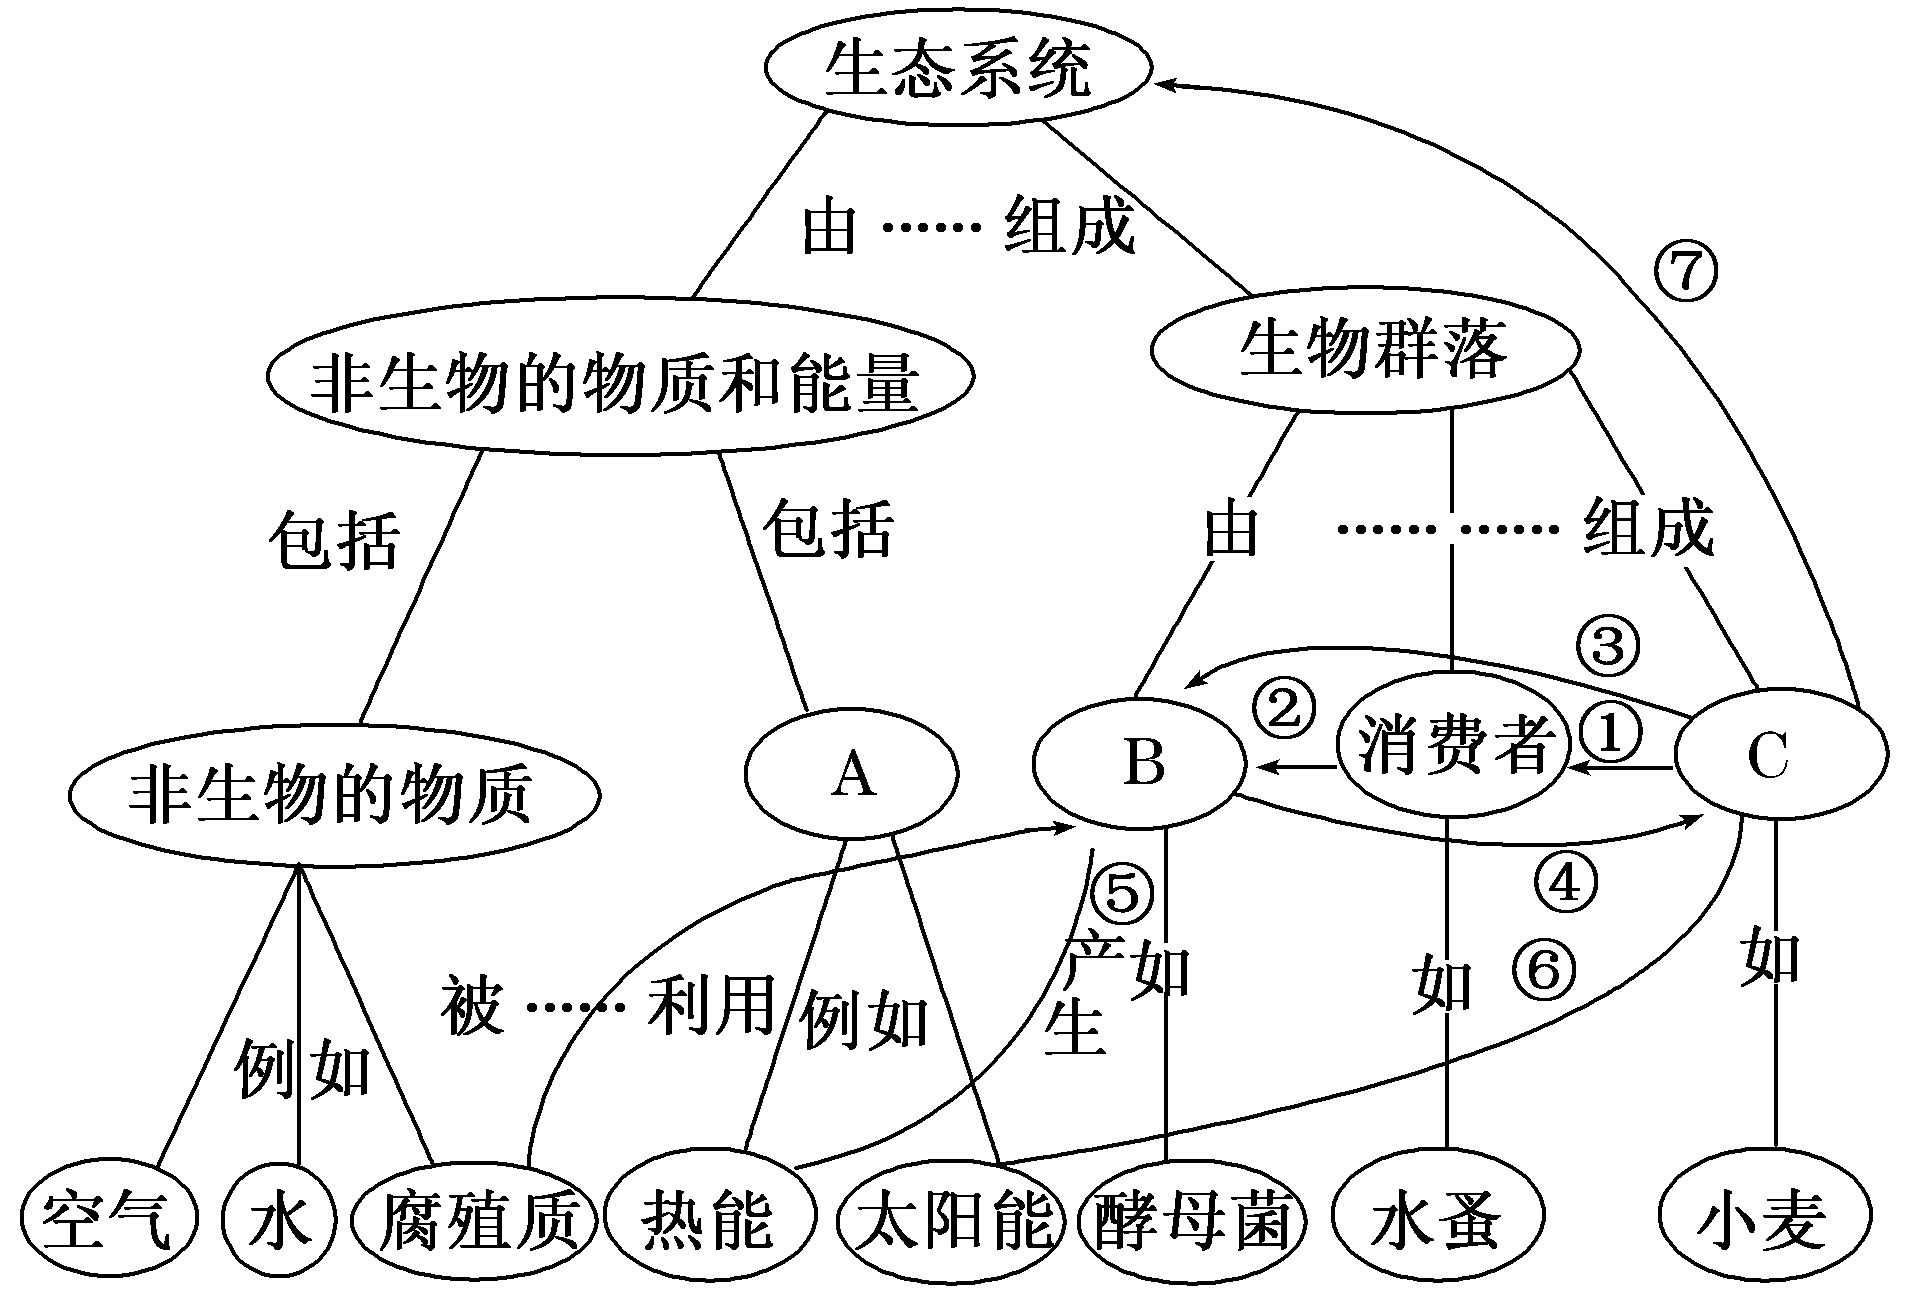 生态系统
由 …… 组成
⑦
非生物的物质和能量
生物群落
包括
包括
由 …… …… 组成
③
②
①
非生物的物质
A
B
消费者
C
④
⑤
产生
如
⑥
如
如
被 …… 利用
例如
例如
空气
水
腐殖质
热能
太阳能
酵母菌
水蚤
小麦